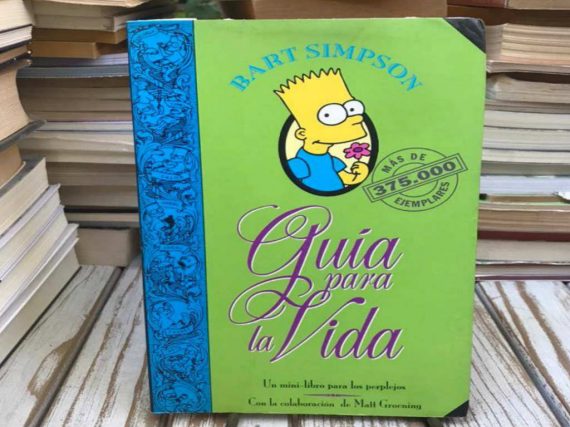 BART SIMPSON
MÁS DE
375.000
EJEMPLARES
Guía
para
la Vida
Un mini-libro para los perplejos
Con la colaboración de Matt Groening